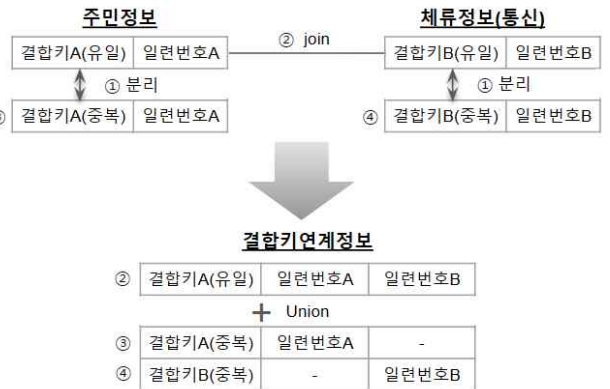 주민정보 체류정보(통신)
결합키A(유일) 일련번호A ② join 결합키B(유일) 일련번호B
① 분리 ① 분리
③ 결합키A(중복) 일련번호A ④ 결합키B(중복) 일련번호B
결합키연계정보
② 결합키A(유일) 일련번호A 일련번호B
+ Union
③ 결합키A(중복) 일련번호A -
④ 결합키B(중복) - 일련번호B